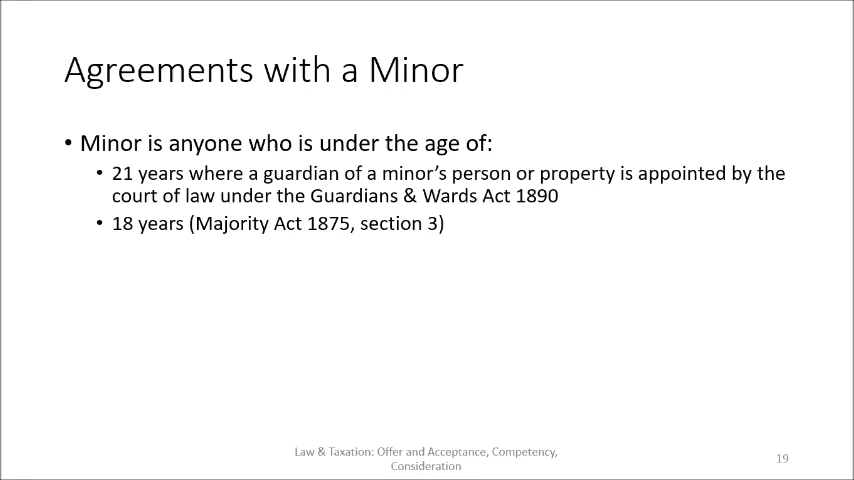 Agreements with a Minor
• Minor is anyone who is under the age of:
• 21 years where a guardian of a minor’s person or property is appointed by the
court of law under the Guardians & Wards Act 1890
• 18 years (Majority Act 1875, section 3)
Law & Taxation: Offer and Acceptance, Competency,
Consideration
19